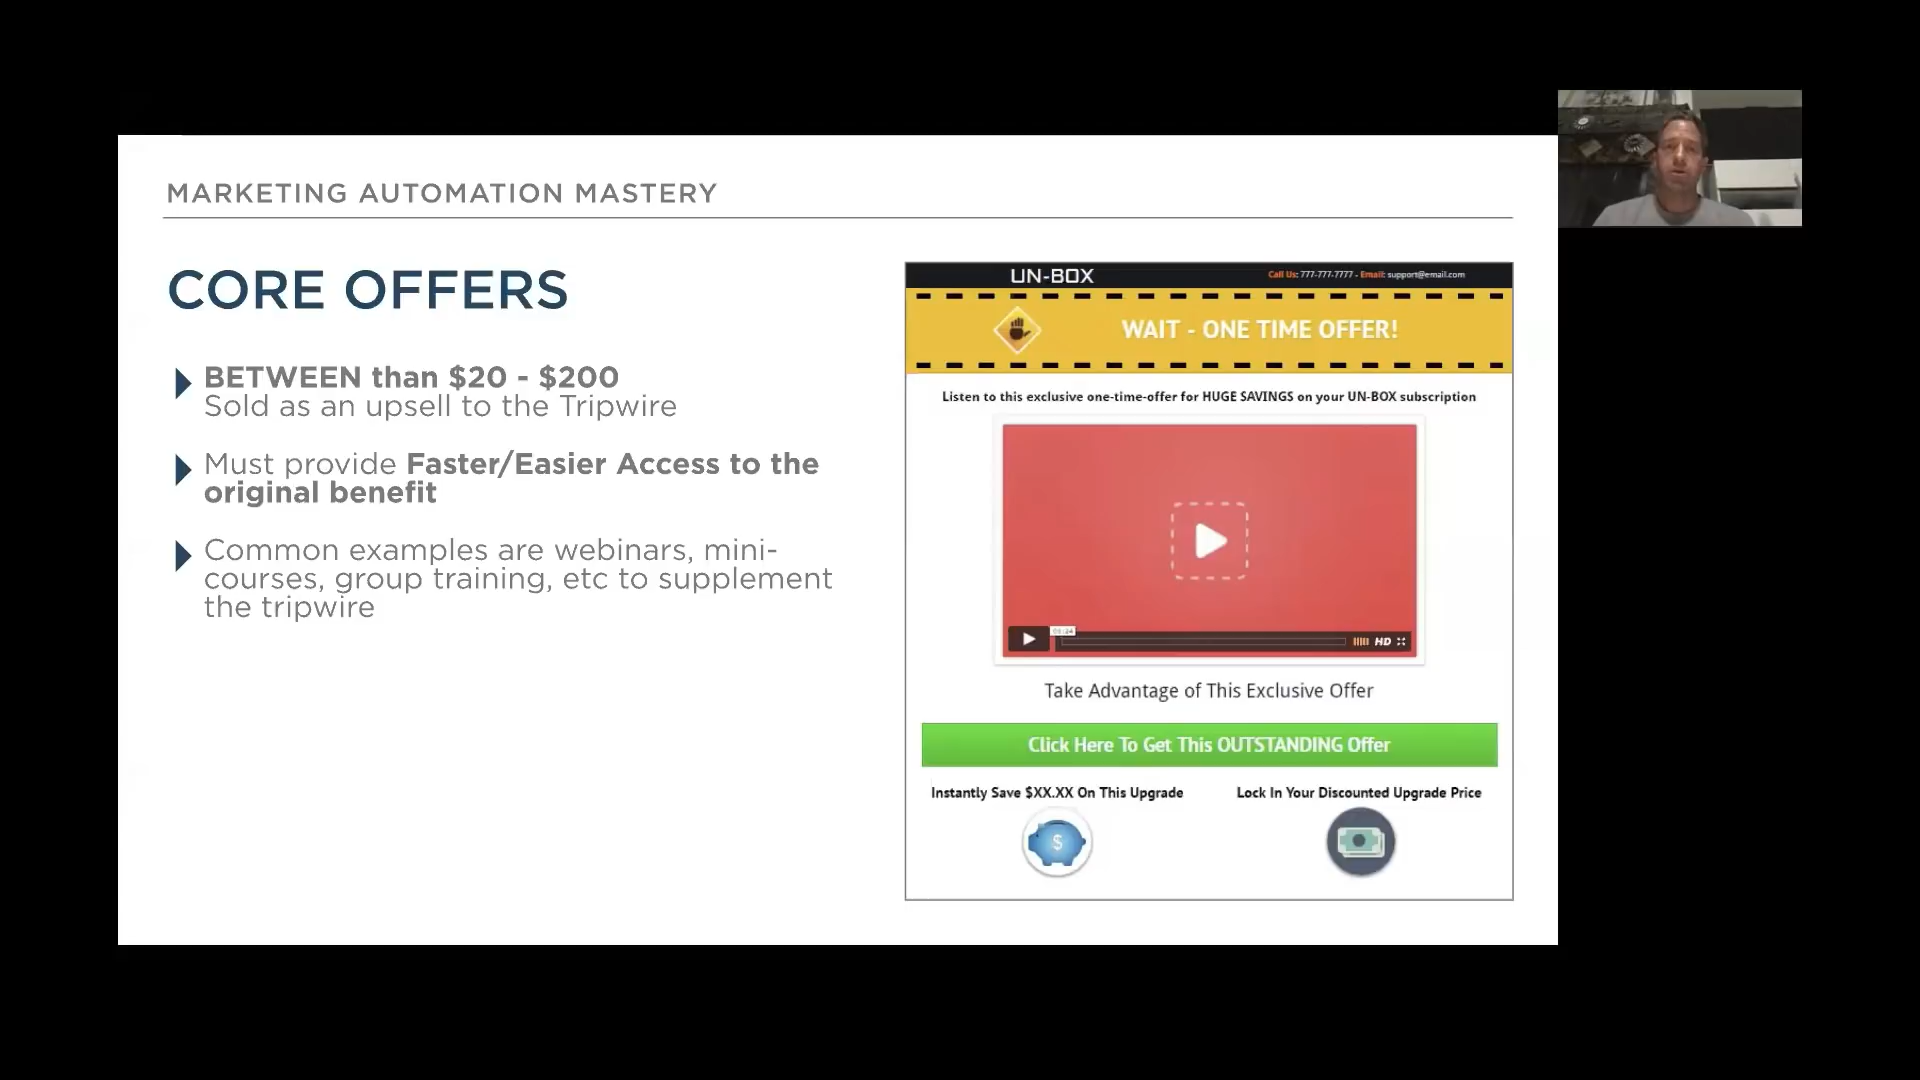 MARKETING AUTOMATION MASTERY
CORE OFFERS
BETWEEN than $20 - $200
Sold as an upsell to the Tripwire
Must provide Faster/Easier Access to the
original benefit
Common examples are webinars, mini-
courses, group training, etc to supplement
the tripwire
UN-BOX
Call Us: 777-777-7777 - Email: support@email.com
WAIT - ONE TIME OFFER!
Listen to this exclusive one-time-offer for HUGE SAVINGS on your UN-BOX subscription
HD
Take Advantage of This Exclusive Offer
Click Here To Get This OUTSTANDING Offer
Instantly Save $XX.XX On This Upgrade
Lock In Your Discounted Upgrade Price
$